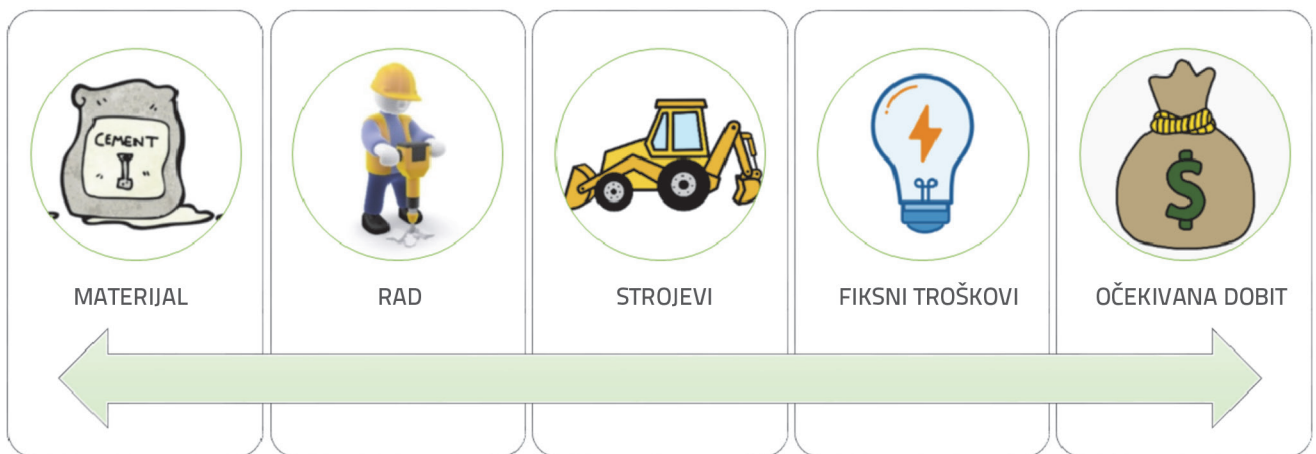 CEMENT
MATERIJAL
RAD
STROJEVI
FIKSNI TROŠKOVI
OČEKIVANA DOBIT
$